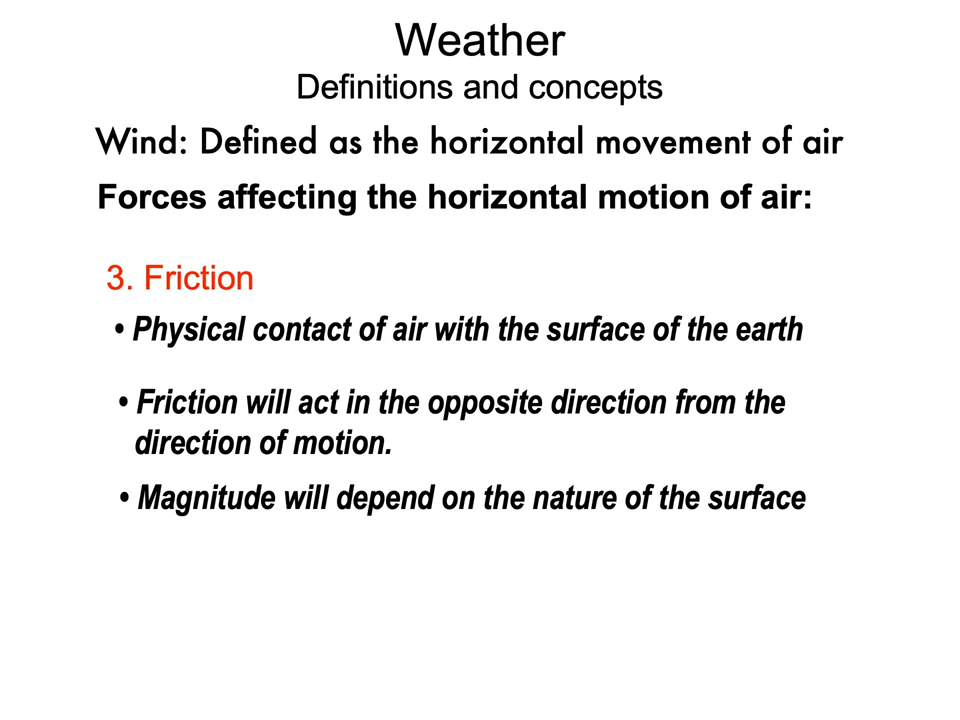 Weather
Definitions and concepts
Wind: Defined as the horizontal movement of air
Forces affecting the horizontal motion of air:
3. Friction
• Physical contact of air with the surface of the earth
• Friction will act in the opposite direction from the
direction of motion.
• Magnitude will depend on the nature of the surface